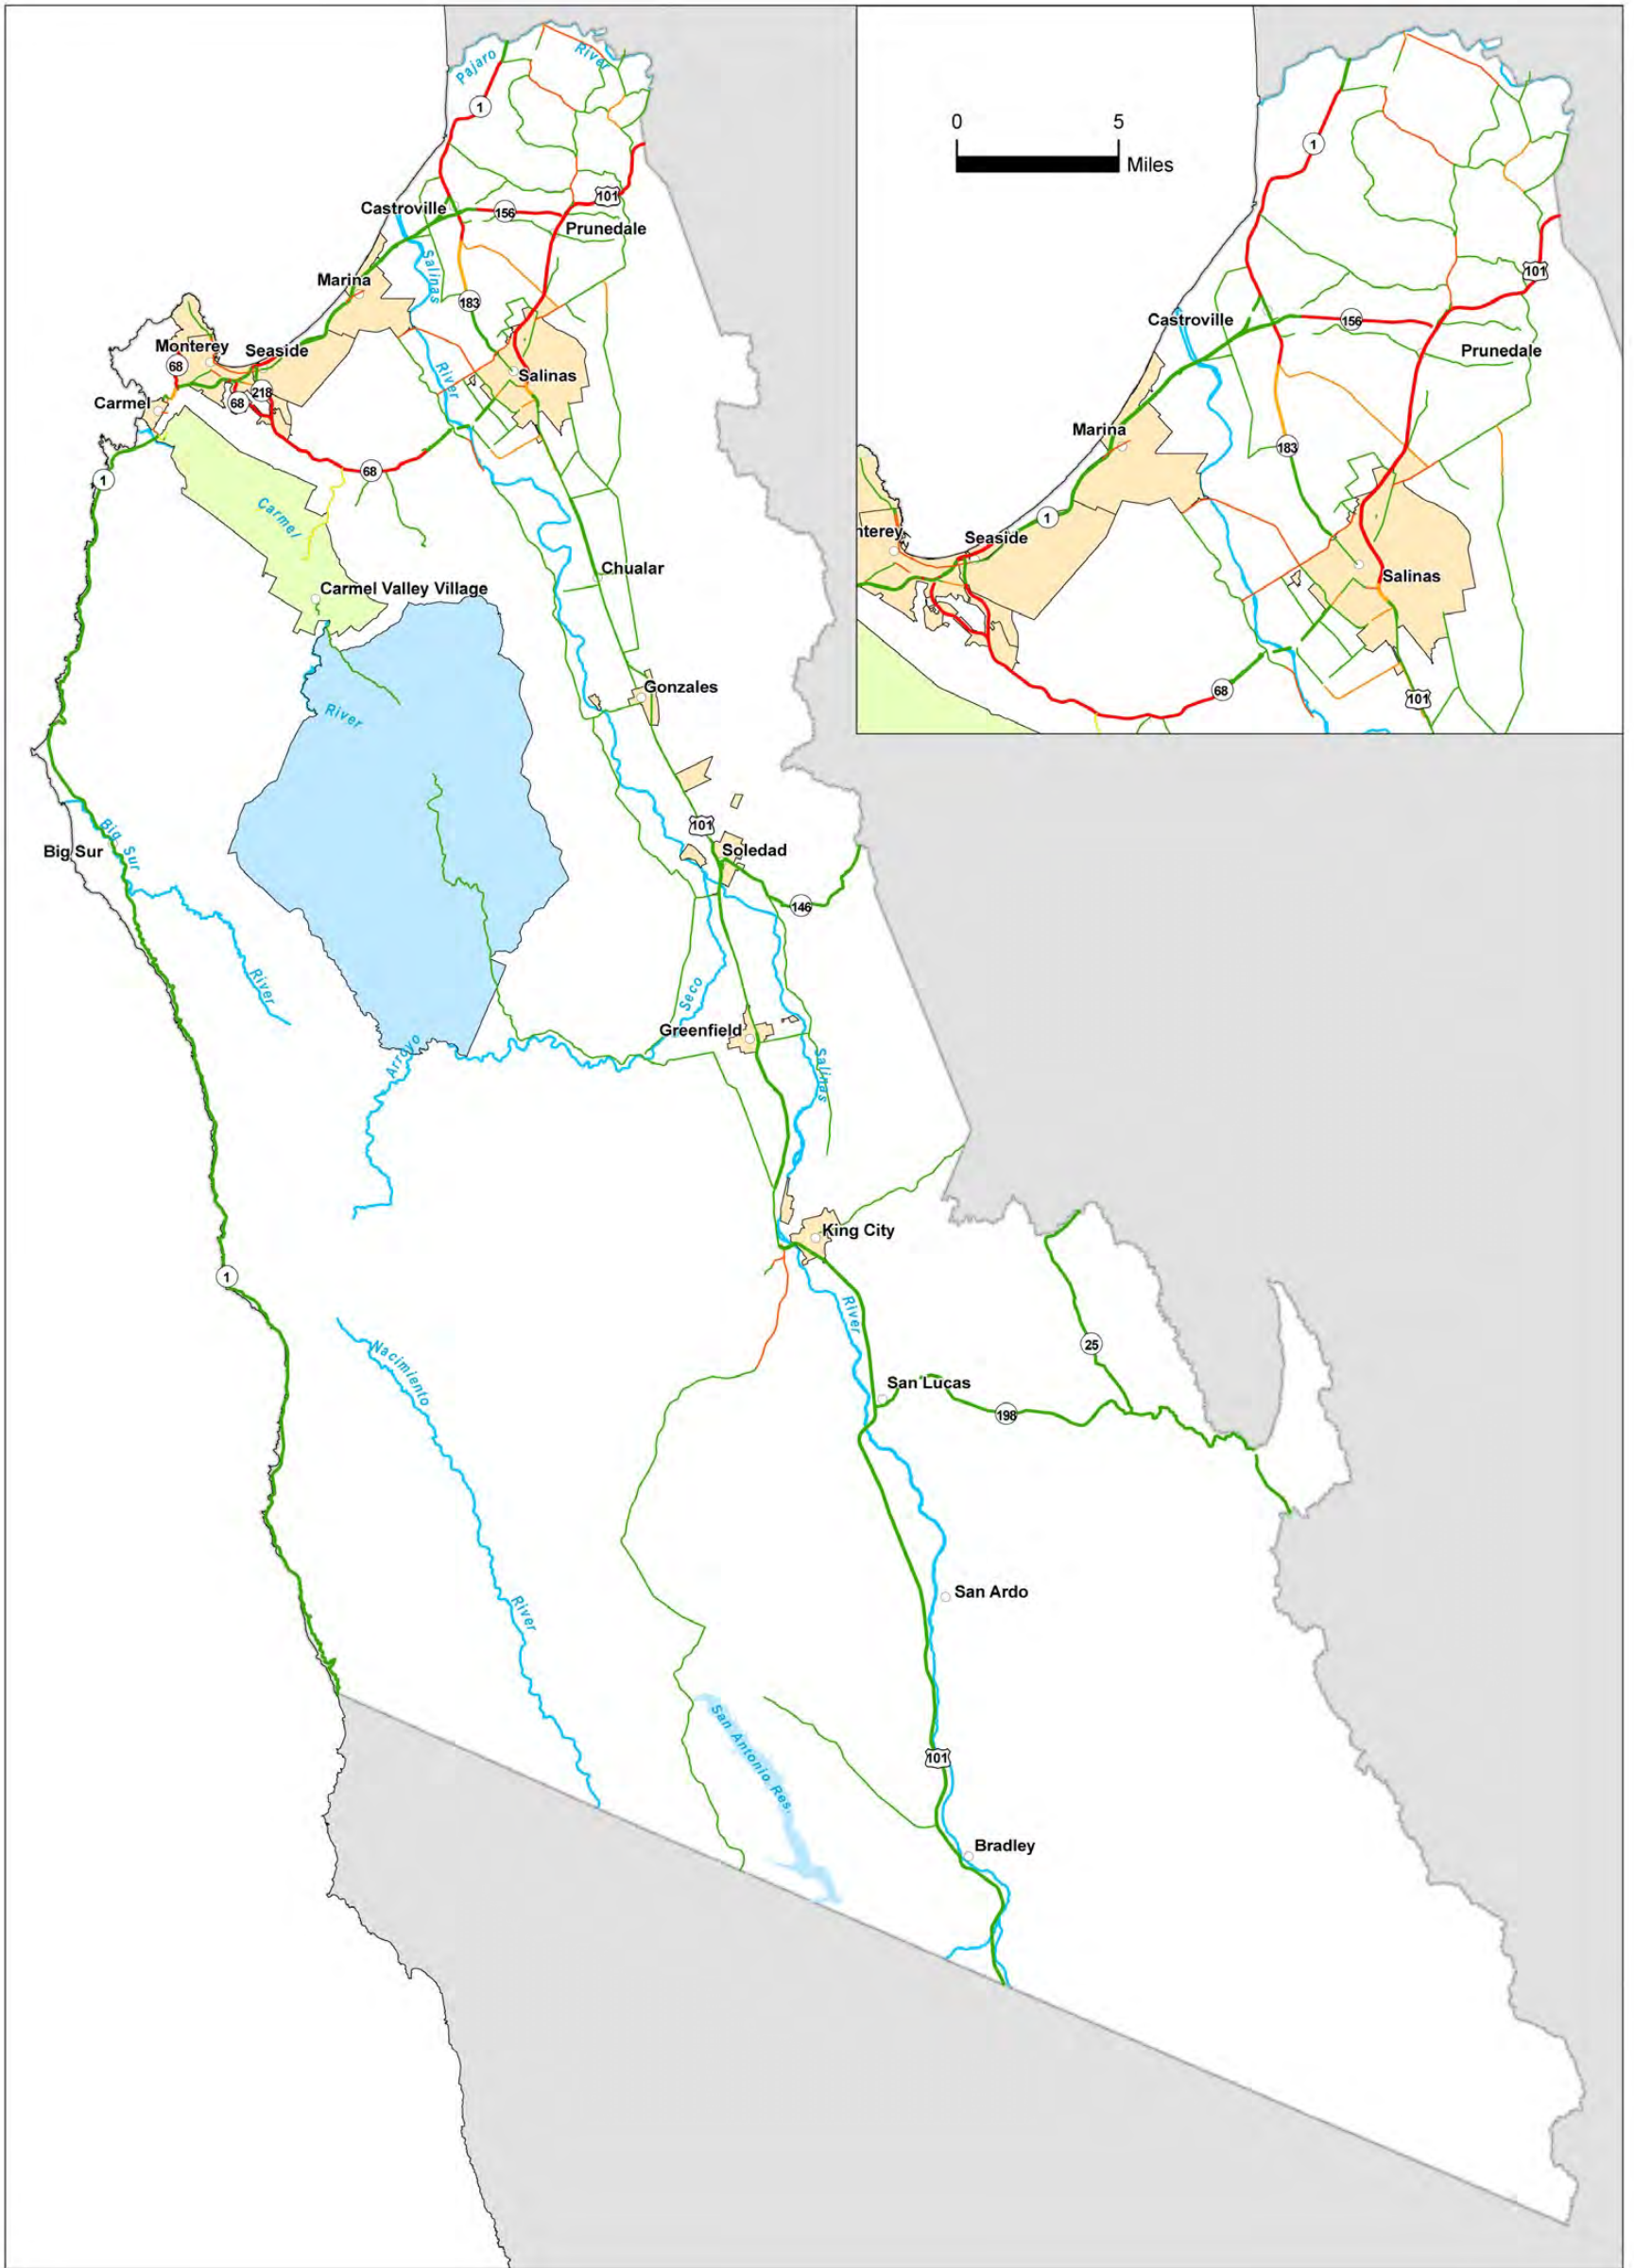 Pajaro
River
1
101
Castroville
156
Prunedale
Salinas
Marina
183
Monterey
Seaside
68
Salinas
River
218
68
Carmel
68
1
Carmel
Chualar
Carmel Valley Village
Gonzales
River
101
Big Sur
Big Sur
Soledad
146
River
Seco
Greenfield
Arroyo
Salinas
King City
1
River
25
Nacimiento
San Lucas
198
San Ardo
River
San Antonio Res.
101
Bradley
0 5
Miles
1
101
Castroville
156
Prunedale
Marina
183
1
nterey
Seaside
Salinas
68
101